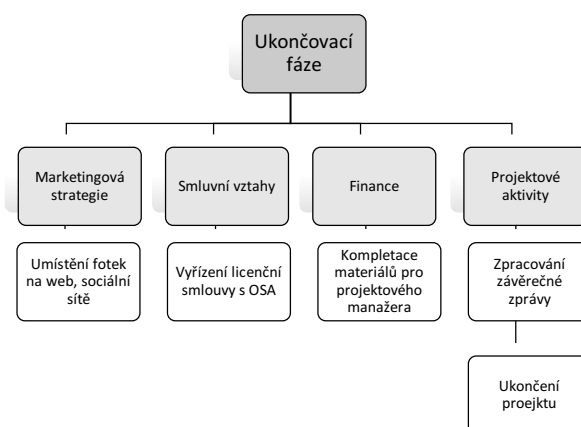 Ukončovací
fáze
Marketingová
strategie
Smluvní vztahy
Finance
Projektové
aktivity
Umístění fotek
na web, sociální
sítě
Vyřízení licenční
smlouvy s OSA
Kompletace
materiálů pro
projektového
manažera
Zpracování
závěrečné
zprávy
Ukončení
proejktu